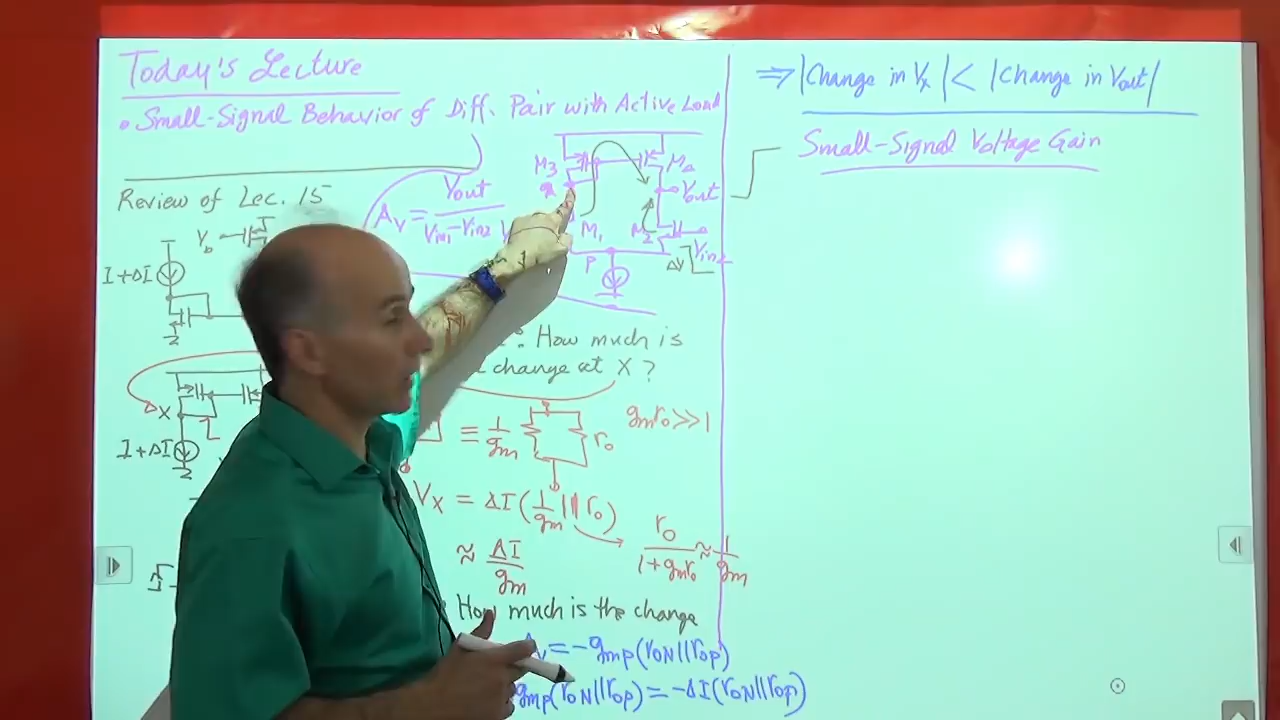 Today's Lecture
• Small-Signal Behavior of Diff. Pair with Active Load
Review of Lec. 15
Vb
I+ΔI
Av = Vout / Vin1-Vin2
M3
M1
M2
P
Vout
Vin2
ΔV
: How much is
change at X?
X
I+ΔI
≡ 1/gm
ro
gmro >> 1
Vx = ΔI(1/gm || ro)
ro / 1+gmro ≈ 1/gm
≈ ΔI/gm
How much is the change
Av = -gmp(roN||roP)
gmp(roN||roP) = -ΔI(roN||roP)
⇒ |Change in Vx| < |Change in Vout|
Small-Signal Voltage Gain